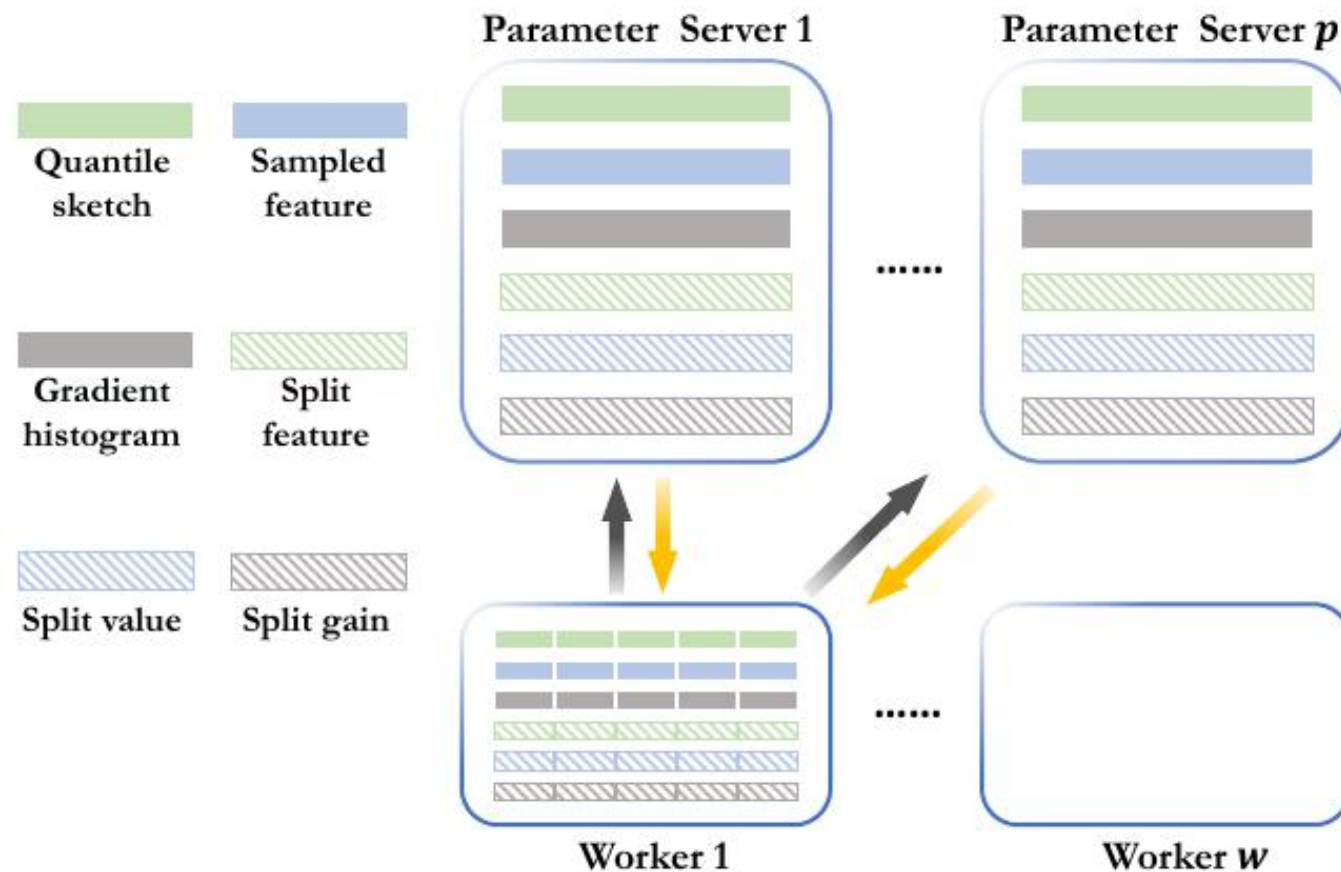 Parameter Server 1
Parameter Server p
Quantile
sketch
Sampled
feature
......
Gradient
histogram
Split
feature
Split value
Split gain
......
Worker 1
Worker w